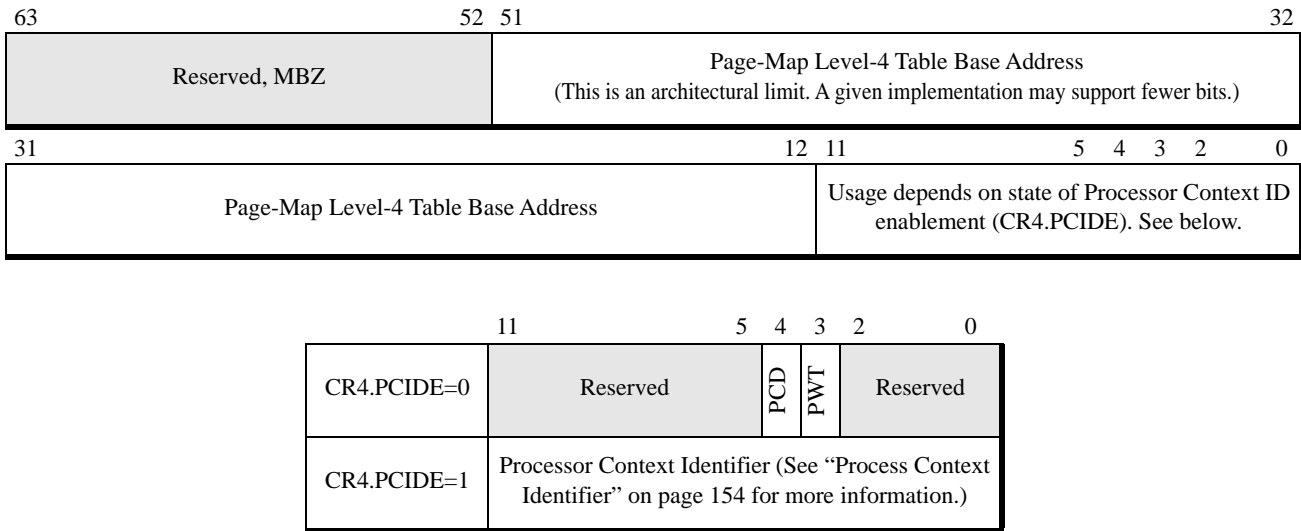 63 52 51 32
Reserved, MBZ
Page-Map Level-4 Table Base Address
(This is an architectural limit. A given implementation may support fewer bits.)
31 12 11 5 4 3 2 0
Page-Map Level-4 Table Base Address
Usage depends on state of Processor Context ID
enablement (CR4.PCIDE). See below.
11 5 4 3 2 0
CR4.PCIDE=0 Reserved PCD PWT Reserved
CR4.PCIDE=1
Processor Context Identifier (See “Process Context
Identifier” on page 154 for more information.)